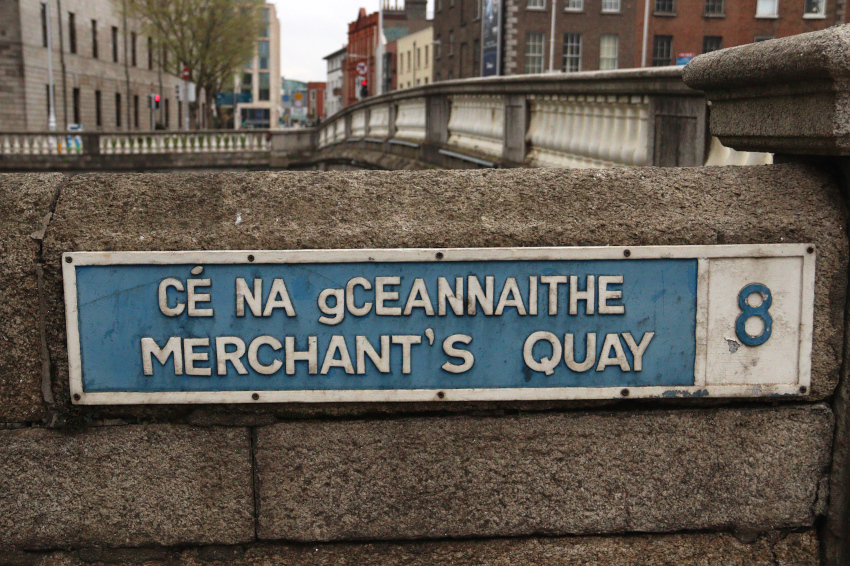 CÉ NA gCEANNAITHE
MERCHANT'S QUAY
8